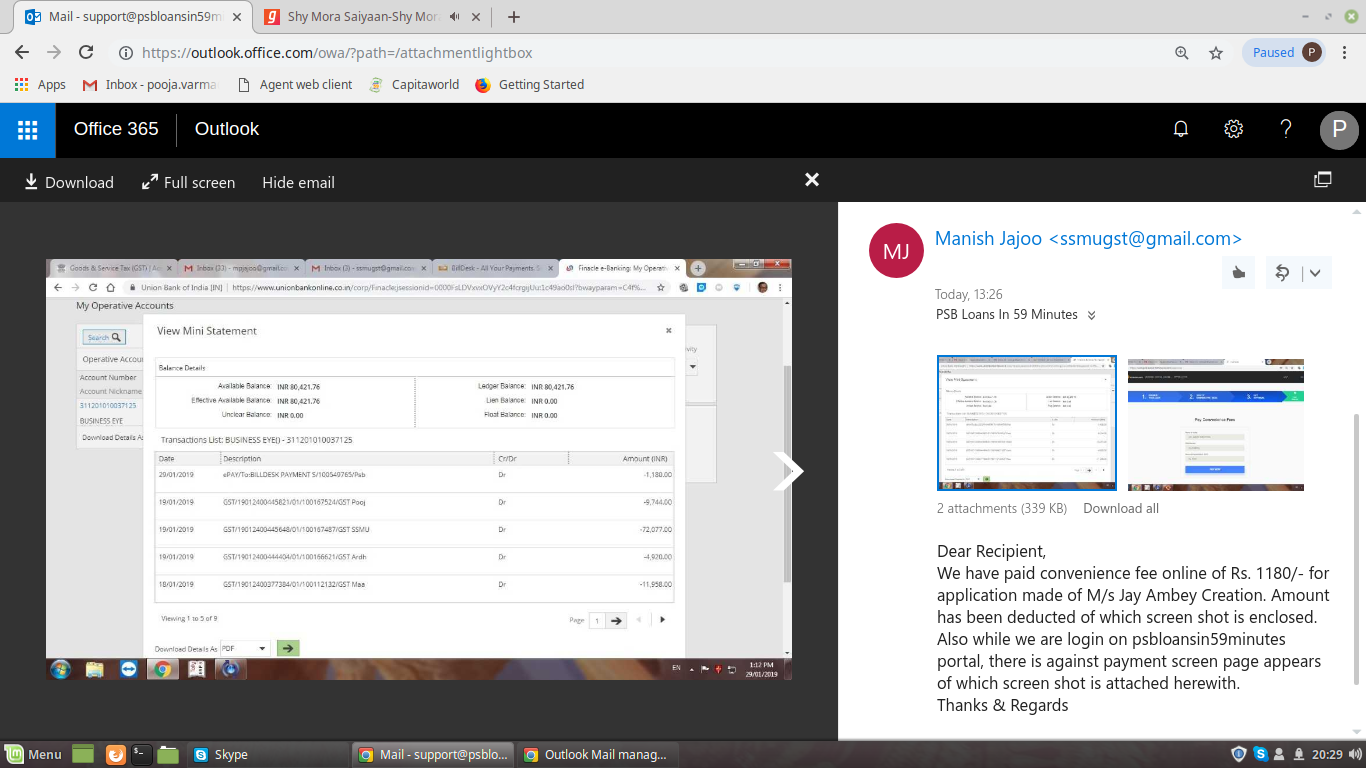 Mail - support@psbloansin59m
Shy Mora Saiyaan-Shy Mor
https://outlook.office.com/owa/?path=/attachmentlightbox
Paused
P
Apps
Inbox - pooja.varma
Agent web client
Capitaworld
Getting Started
Office 365
Outlook
P
Download
Full screen
Hide email
Goods & Service Tax (GST) |
Inbox (33) - mpjajoo@gmail.co
Inbox (3) - ssmugst@gmail.co
BillDesk - All Your Payments.
Finacle e-Banking: My Operati
Union Bank of India [IN]
My Operative Accounts
View Mini Statement
Search
Operative Accou
Account Number
Account Nickname
311201010037125
BUSINESS EYE
Download Details As
Balance Details
Available Balance: INR 80,421.76
Ledger Balance: INR 80,421.76
Effective Available Balance: INR 80,421.76
Lien Balance: INR 0.00
Unclear Balance: INR 0.00
Float Balance: INR 0.00
Transactions List: BUSINESS EYE() - 311201010037125
Date Description Cr/Dr Amount (INR)
29/01/2019 ePAY/To:BILLDESK PAYMENT S/100549765/Psb Dr -1,180.00
19/01/2019 GST/19012400445821/01/100167524/GST Pooj Dr -9,744.00
19/01/2019 GST/19012400445648/01/100167487/GST SSMU Dr -72,077.00
19/01/2019 GST/19012400444404/01/100166621/GST Ardh Dr -4,920.00
18/01/2019 GST/19012400377384/01/100112132/GST Maa Dr -11,958.00
Viewing 1 to 5 of 9
Page 1
Download Details As PDF
EN
1:12 PM
29/01/2019
MJ
Manish Jajoo <ssmugst@gmail.com>
Today, 13:26
PSB Loans In 59 Minutes
Pay Convenience Fees
2 attachments (339 KB) Download all
Dear Recipient,
We have paid convenience fee online of Rs. 1180/- for
application made of M/s Jay Ambey Creation. Amount
has been deducted of which screen shot is enclosed.
Also while we are login on psbloansin59minutes
portal, there is against payment screen page appears
of which screen shot is attached herewith.
Thanks & Regards
Menu
Skype
Mail - support@psblo...
Outlook Mail manag...
20:29